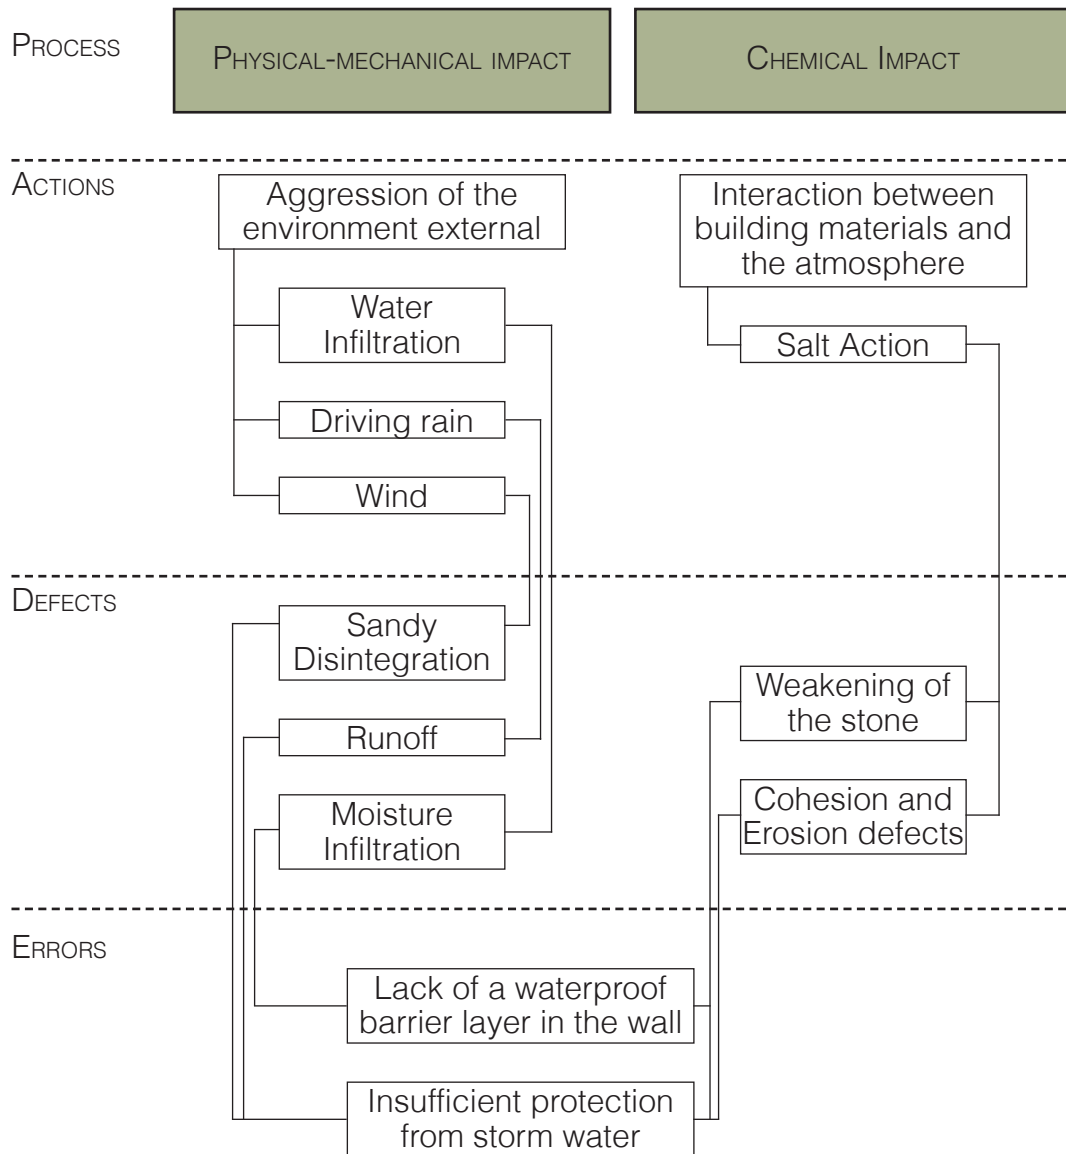 PROCESS
PHYSICAL-MECHANICAL IMPACT
CHEMICAL IMPACT
ACTIONS
Aggression of the
environment external
Interaction between
building materials and
the atmosphere
Water
Infiltration
Salt Action
Driving rain
Wind
DEFECTS
Sandy
Disintegration
Weakening of
the stone
Runoff
Moisture
Infiltration
Cohesion and
Erosion defects
ERRORS
Lack of a waterproof
barrier layer in the wall
Insufficient protection
from storm water